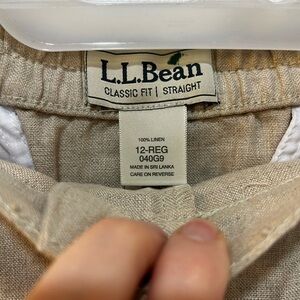 L.L.Bean
CLASSIC FIT | STRAIGHT
100% LINEN
12-REG
040G9
MADE IN SRI LANKA
CARE ON REVERSE